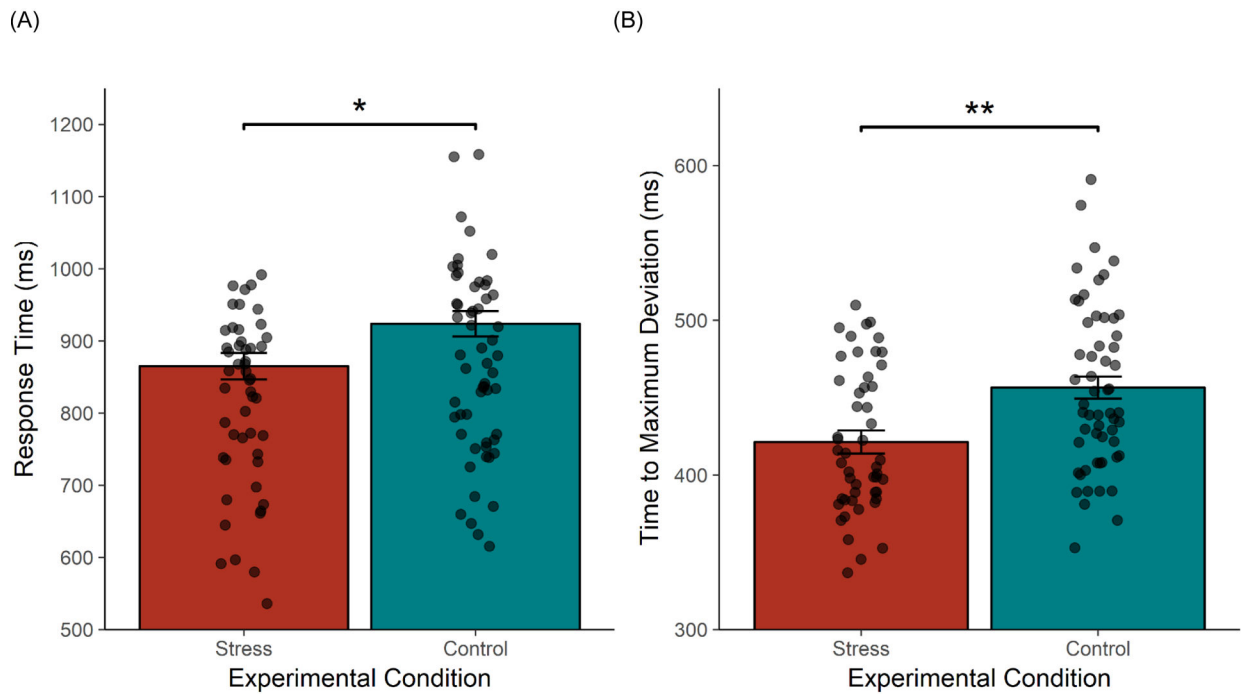 (A)
*
1200
1100
1000
900
800
700
600
500
Response Time (ms)
Stress
Control
Experimental Condition
(B)
**
600
500
400
300
Time to Maximum Deviation (ms)
Stress
Control
Experimental Condition